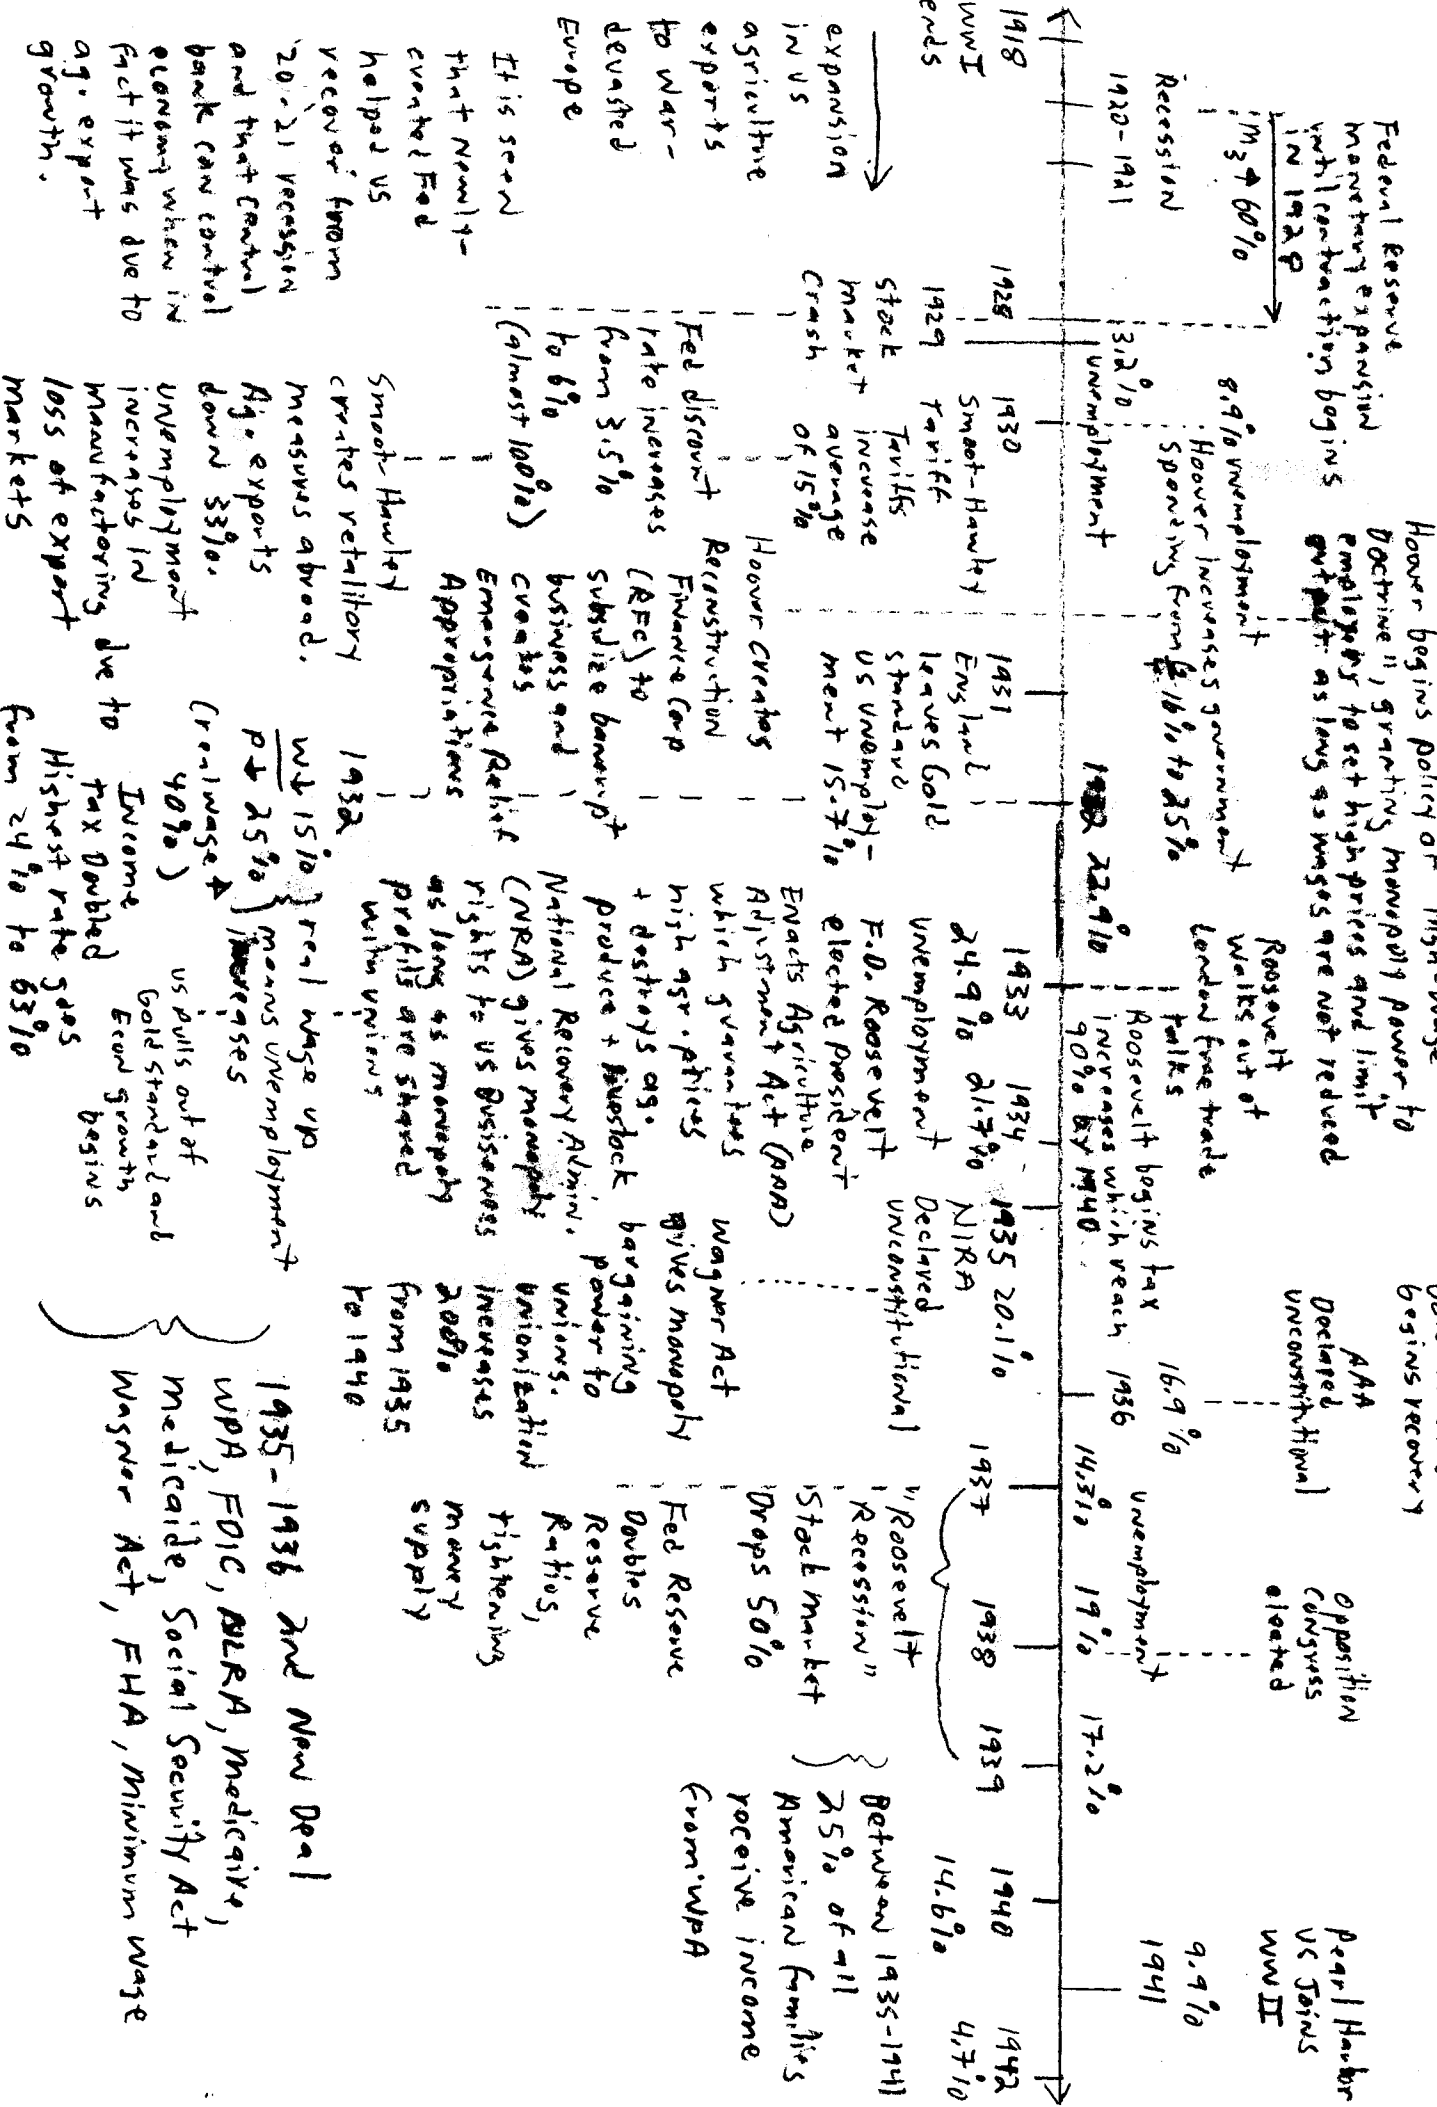 Federal Reserve
monetary expansion
until contraction begins
in 1928
M3 ↑ 60%
Recession
1920-1921
1918
WWI
ends
expansion
in US
agriculture
exports
to war-
devasted
Europe
It is seen
that newly-
created Fed
helped US
recover from
'20-21 recession
and that central
bank can control
economy when in
fact it was due to
ag. export
growth.
1928
1929
Stock
market
crash
3.2%
unemployment
Fed discount
rate increases
from 3.5%
to 6%
(almost 100%)
8.9% unemployment
Hoover Increases government
Spending from 16% to 25%
1930
Smoot-Hawley
Tariff
Tariffs
increase
average
of 15%
Smoot-Hawley
creates retalitory
measures abroad.
Ag. exports
down 33%.
unemployment
increases in
manufactoring due to
loss of export
markets
Hoover begins policy of "High-Wage
Doctrine", granting monopoly power to
employers to set high prices and limit
output as long as wages are not reduced
Hoover creates
Reconstruction
Finance Corp
(RFC) to
subsidize bankrupt
business and
creates
Emergence Relief
Appropriations
1931
England
leaves Gold
standard
US unemploy-
ment 15.7%
1932 22.9%
1932
W↓ 15%
P↓ 25%
(real wage ↑
40%)
} real wage up
} means unemployment
increases
Income
tax Doubled
Highest rate goes
from 24% to 63%
Roosevelt
walks out of
London free trade
talks
Roosevelt begins tax
increases which reach
90% by 1940
1933
24.9%
unemployment
F.D. Roosevelt
elected president
Enacts Agriculture
Adjustment Act (AAA)
which guarantees
high agr. prices
+ destroys ag.
produce + livestock
National Recovery Admin.
(NRA) gives monopoly
rights to US Businesses
as long as monopoly
profits are shared
with unions
US pulls out of
Gold Standard and
Econ growth
begins
1934
21.7%
1935 20.1%
NIRA
Declared
unconstitutional
Wagner Act
gives monopoly
bargaining
power to
unions.
Unionization
increases
200%
from 1935
to 1940
1935-1936 2nd New Deal
WPA, FDIC, NLRA, Medicaire,
Medicaide, Social Security Act
Wagner Act, FHA, minimum wage
begins recovery
AAA
Declared
unconstitutional
16.9%
1936
14.3%
unemployment
1937
"Roosevelt
Recession"
Stock market
Drops 50%
Fed Reserve
Doubles
Reserve
Ratios,
tightening
money
supply
Opposition
Congress
elected
19%
1938
17.2%
1939
Between 1935-1941
25% of all
American families
receive income
from WPA
1940
14.6%
Pearl Harbor
US Joins
WWII
9.9%
1941
1942
4.7%